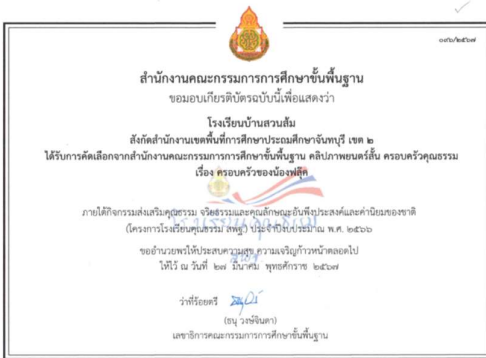 ๐๙๖/๒๕๖๗
สำนักงานคณะกรรมการการศึกษาขั้นพื้นฐาน
ขอมอบเกียรติบัตรฉบับนี้เพื่อแสดงว่า
โรงเรียนบ้านสวนส้ม
สังกัดสำนักงานเขตพื้นที่การศึกษาประถมศึกษาจันทบุรี เขต ๒
ได้รับการคัดเลือกจากสำนักงานคณะกรรมการการศึกษาขั้นพื้นฐาน คลิปภาพยนตร์สั้น ครอบครัวคุณธรรม
เรื่อง ครอบครัวของน้องฟลุ๊ค
ภายใต้กิจกรรมส่งเสริมคุณธรรม จริยธรรมและคุณลักษณะอันพึงประสงค์และค่านิยมของชาติ
(โครงการโรงเรียนคุณธรรม สพฐ.) ประจำปีงบประมาณ พ.ศ. ๒๕๖๖
โรงเรียนคุณธรรม
ขออำนวยพรให้ประสบความสุข ความเจริญก้าวหน้าตลอดไป
สพฐ
ให้ไว้ ณ วันที่ ๒๗ มีนาคม พุทธศักราช ๒๕๖๗
ว่าที่ร้อยตรี
(ธนุ วงษ์จินดา)
เลขาธิการคณะกรรมการการศึกษาขั้นพื้นฐาน